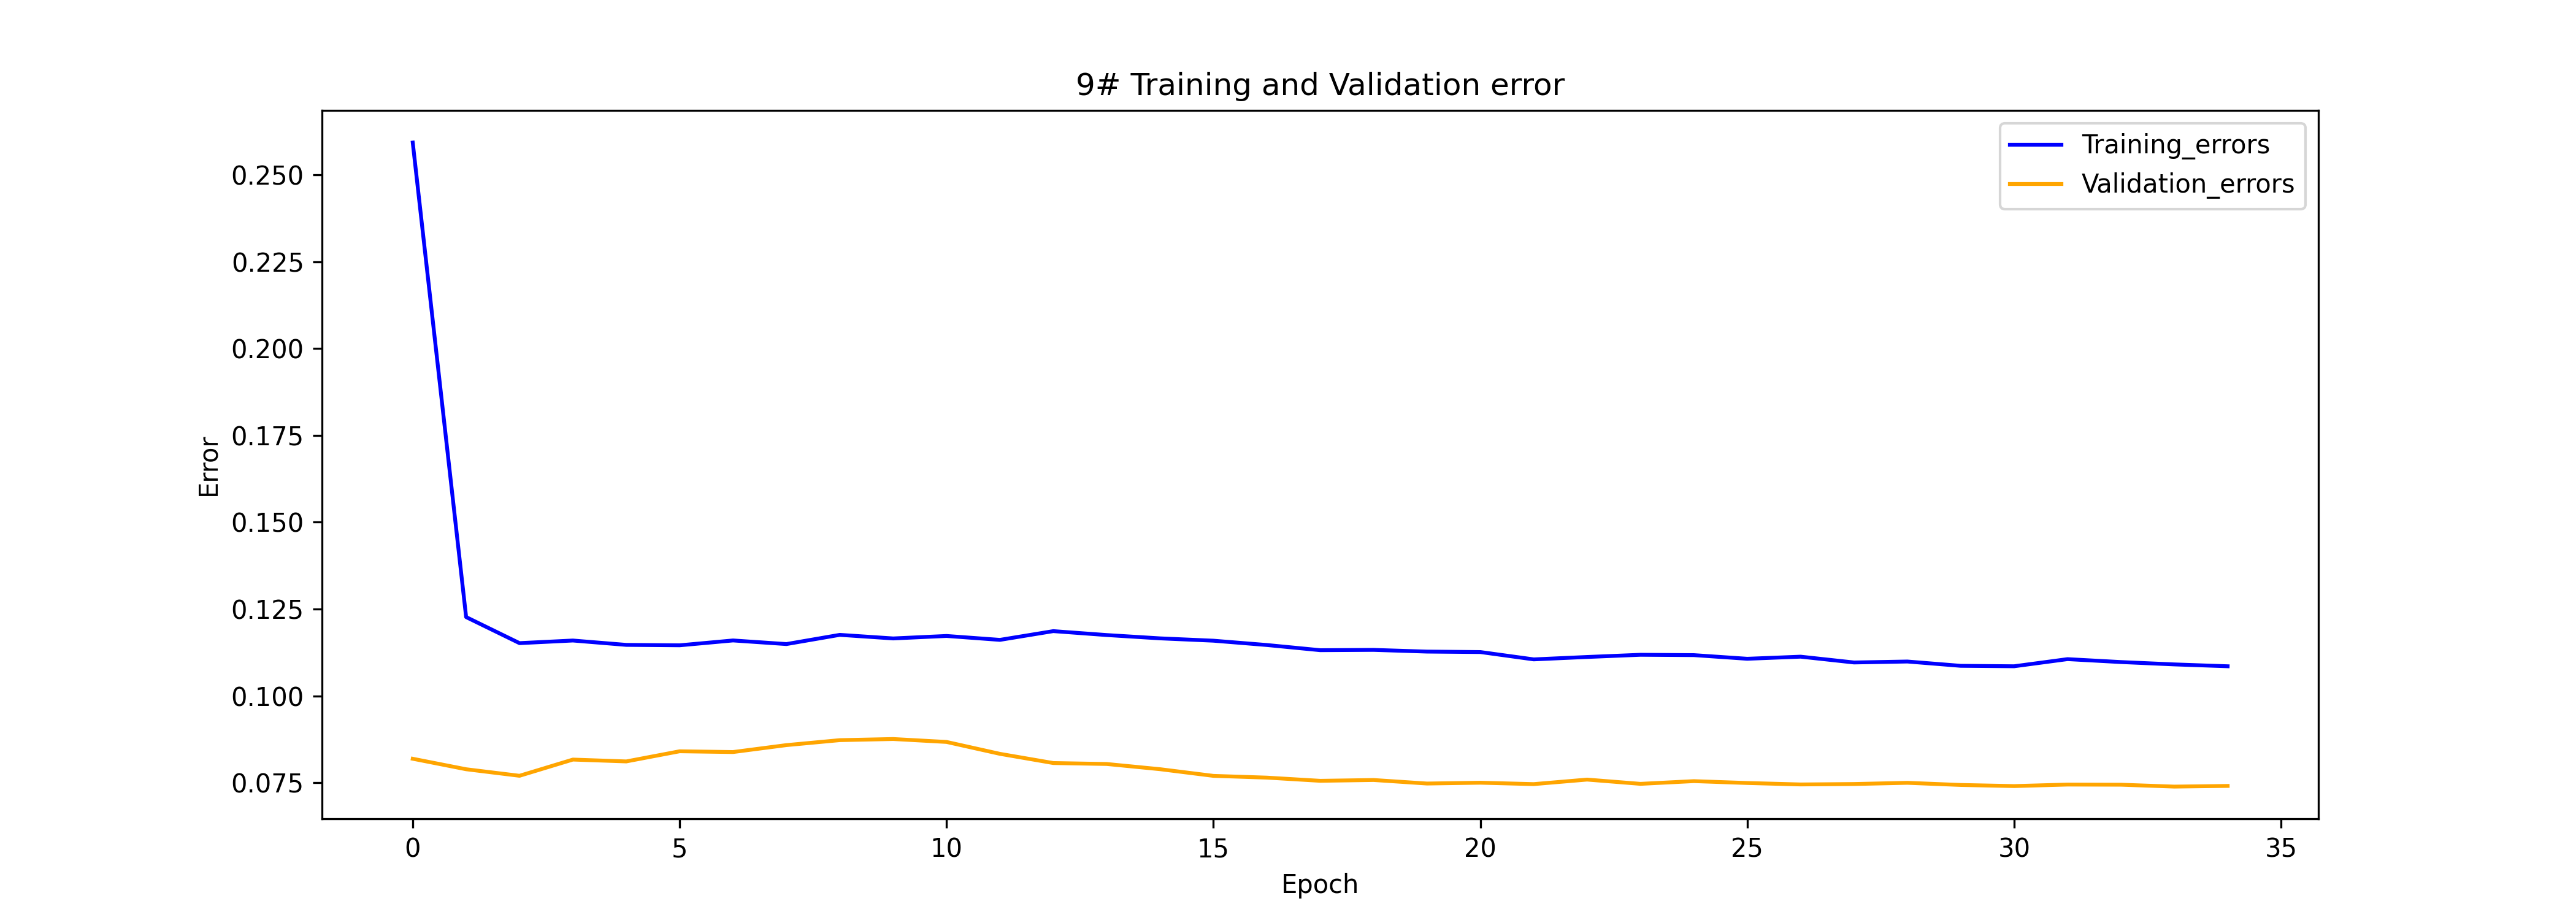 9# Training and Validation error
Training_errors
Validation_errors
Error
0.250
0.225
0.200
0.175
0.150
0.125
0.100
0.075
0 5 10 15 20 25 30 35
Epoch